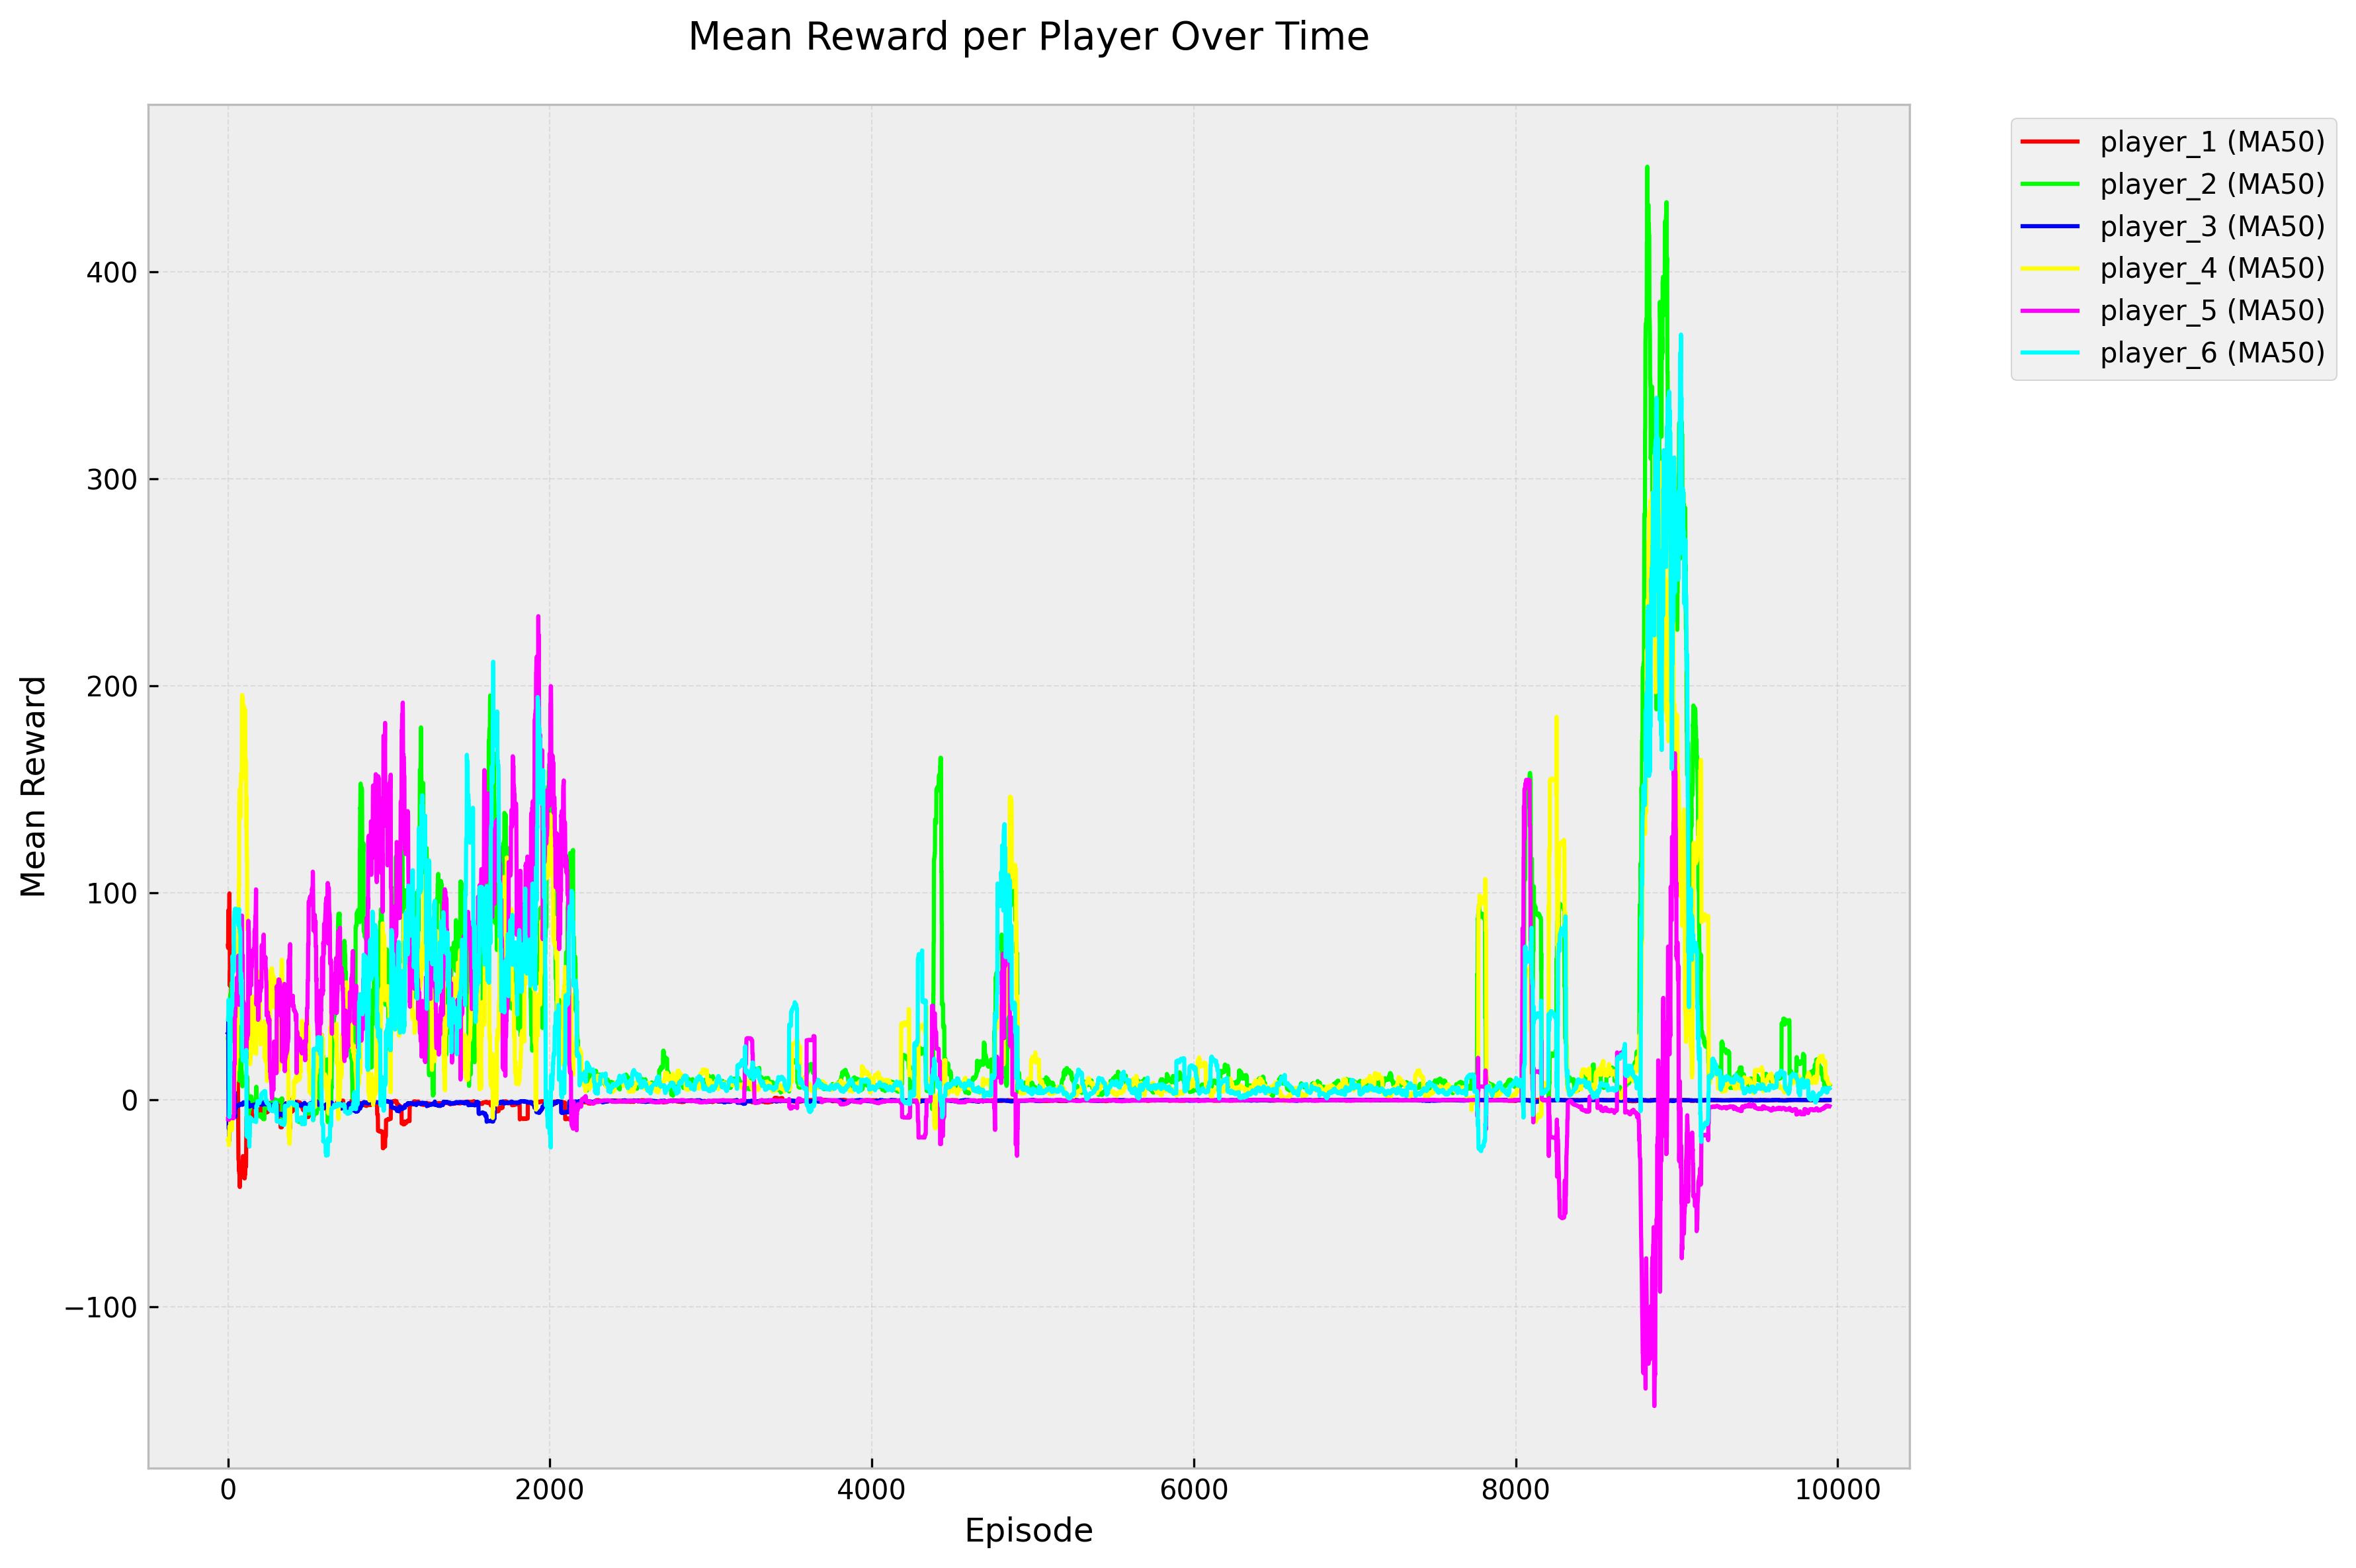 Mean Reward per Player Over Time
player_1 (MA50)
player_2 (MA50)
player_3 (MA50)
player_4 (MA50)
player_5 (MA50)
player_6 (MA50)
Mean Reward
400
300
200
100
0
−100
0 2000 4000 6000 8000 10000
Episode